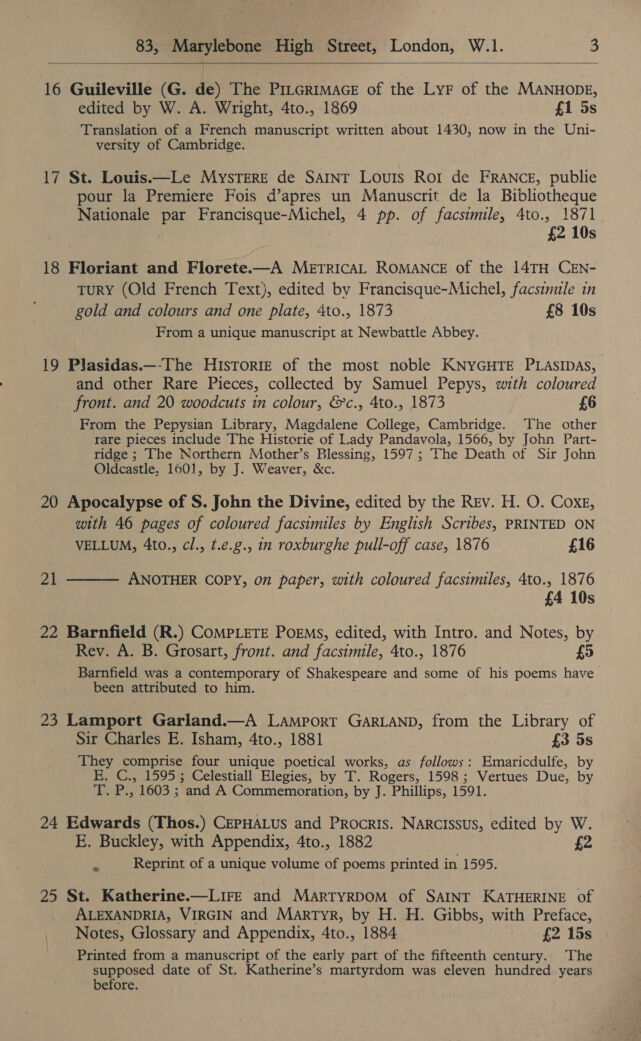 83, Marylebone High Street, London, W.1. 3
16 Guileville (G. de) The PILGRIMAGE of the LYF of the MANHODE,
edited by W. A. Wright, 4to., 1869 £1 5s
Translation of a French manuscript written about 1430, now in the Uni-
versity of Cambridge.
17 St. Louis.—Le MYSTERE de SAINT LOUIS ROI de FRANCE, publie
pour la Premiere Fois d'apres un Manuscrit de la Bibliotheque
Nationale par Francisque-Michel, 4 pp. of facsimile, 4to., 1871
£2 10s
18 Floriant and Florete.—A METRICAL ROMANCE of the 14TH CEN-
TURY (Old French Text), edited by Francisque-Michel, facsimile in
gold and colours and one plate, 4to., 1873 £8 10s
From a unique manuscript at Newbattle Abbey.
19 Plasidas.—The HISTORIE of the most noble KNYGHTE PLASIDAS,
and other Rare Pieces, collected by Samuel Pepys, with coloured
front. and 20 woodcuts in colour, &c., 4to., 1873 £6
From the Pepysian Library, Magdalene College, Cambridge. The other
rare pieces include The Historie of Lady Pandavola, 1566, by John Part-
ridge ; The Northern Mother's Blessing, 1597 ; The Death of Sir John
Oldcastle, 1601, by J. Weaver, &c.
20 Apocalypse of S. John the Divine, edited by the REV. H. O. COXE,
with 46 pages of coloured facsimiles by English Scribes, PRINTED ON
VELLUM, 4to., cl., t.e.g., in roxburghe pull-off case, 1876 £16
21 ——— ANOTHER COPY, on paper, with coloured facsimiles, 4to., 1876
£4 10s
22 Barnfield (R.) COMPLETE POEMS, edited, with Intro. and Notes, by
Rev. A. B. Grosart, front. and facsimile, 4to., 1876 £5
Barnfield was a contemporary of Shakespeare and some of his poems have
been attributed to him.
23 Lamport Garland.—A LAMPORT GARLAND, from the Library of
Sir Charles E. Isham, 4to., 1881 £3 5s
They comprise four unique poetical works, as follows : Emaricdulfe, by
E. C., 1595 ; Celestiall Elegies, by T. Rogers, 1598 ; Vertues Due, by
T. P., 1603 ; and A Commemoration, by J. Phillips, 1591.
24 Edwards (Thos.) CEPHALUS and PROCRIS. NARCISSUS, edited by W.
E. Buckley, with Appendix, 4to., 1882 £2
Reprint of a unique volume of poems printed in 1595.
25 St. Katherine.—LIFE and MARTYRDOM of SAINT KATHERINE of
ALEXANDRIA, VIRGIN and MARTYR, by H. H. Gibbs, with Preface,
Notes, Glossary and Appendix, 4to., 1884 £2 15s
Printed from a manuscript of the early part of the fifteenth century. The
supposed date of St. Katherine's martyrdom was eleven hundred years
before.